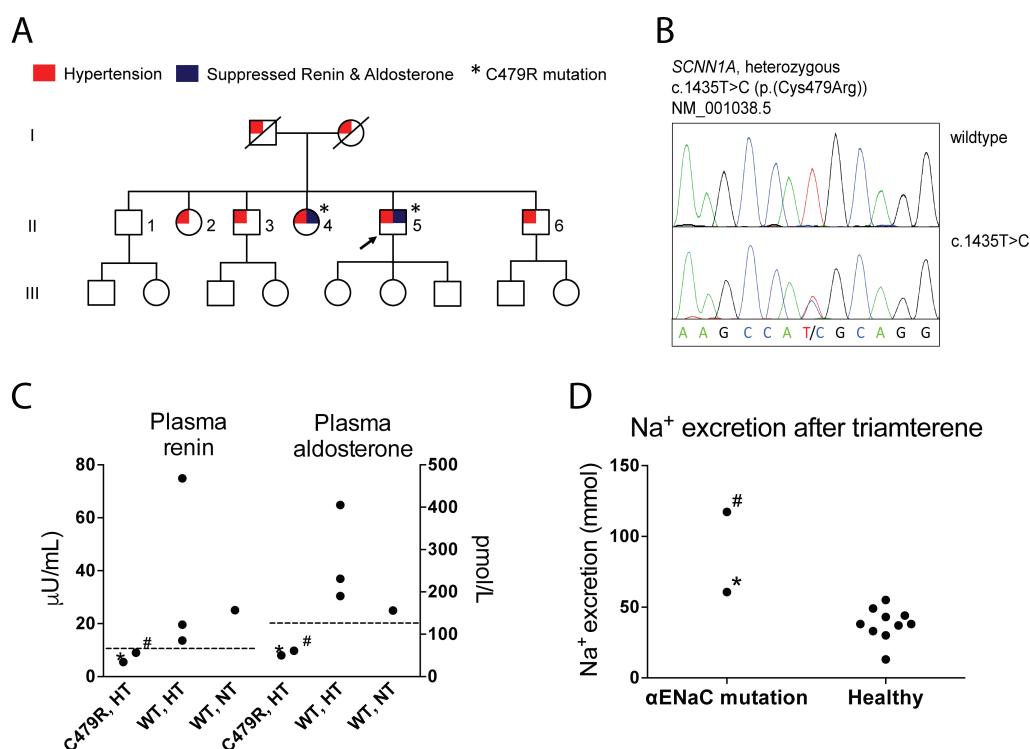 A
Hypertension Suppressed Renin & Aldosterone * C479R mutation
I
II
1 2 3 * 4 * 5 6
III
B
SCNN1A, heterozygous
c.1435T>C (p.(Cys479Arg))
NM_001038.5
wildtype
c.1435T>C
A A G C C A T/C G C A G G
C
Plasma renin
Plasma aldosterone
80
60
40
20
0
µU/mL)
500
400
300
200
100
0
pmol/L
* #
* #
C479R, HT
WT, HT
WT, NT
C479R, HT
WT, HT
WT, NT
D
Na⁺ excretion after triamterene
Na⁺ excretion (mmol)
150
100
50
0
#
*
αENaC mutation
Healthy